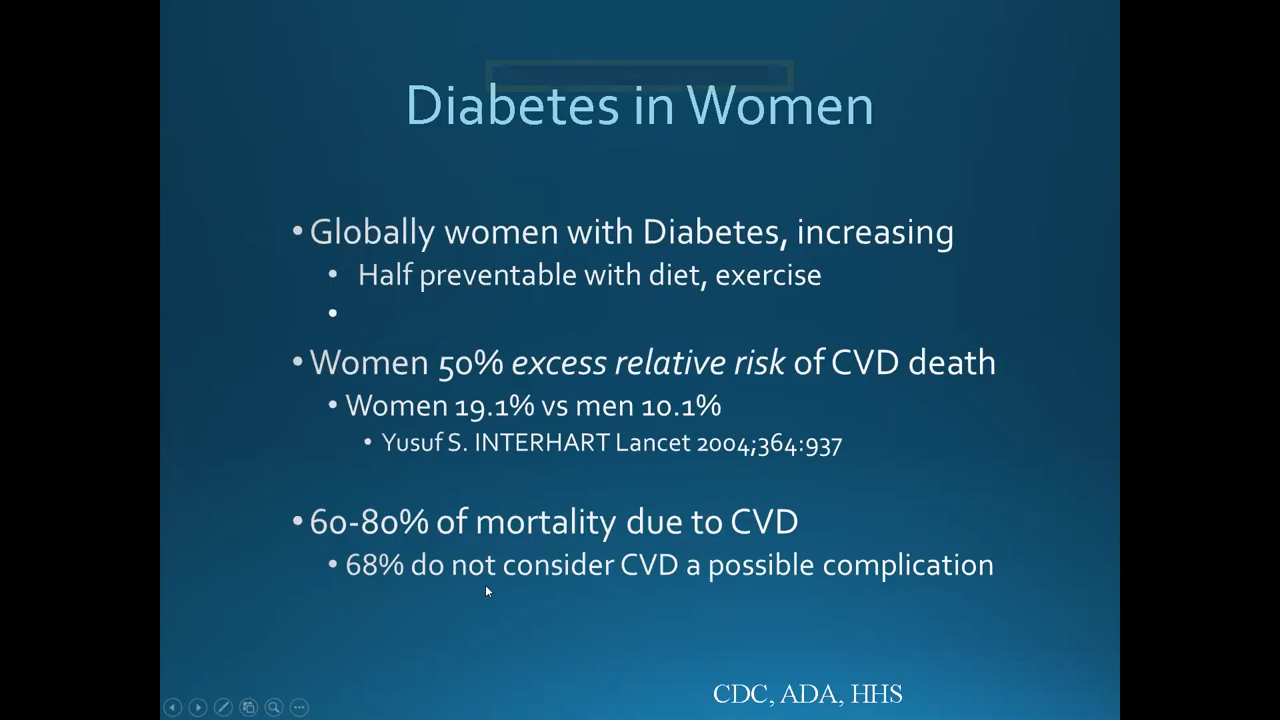 Diabetes in Women
• Globally women with Diabetes, increasing
• Half preventable with diet, exercise
•
• Women 50% excess relative risk of CVD death
• Women 19.1% vs men 10.1%
• Yusuf S. INTERHART Lancet 2004;364:937
• 60-80% of mortality due to CVD
• 68% do not consider CVD a possible complication
CDC, ADA, HHS